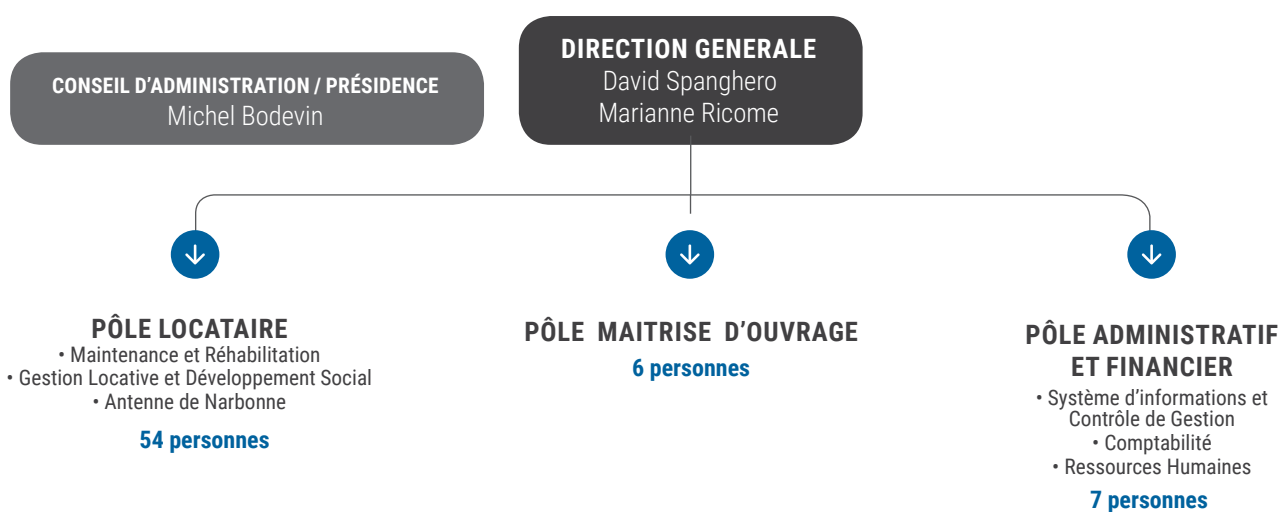 CONSEIL D'ADMINISTRATION / PRÉSIDENCE
Michel Bodevin
DIRECTION GENERALE
David Spanghero
Marianne Ricome
PÔLE LOCATAIRE
• Maintenance et Réhabilitation
• Gestion Locative et Développement Social
• Antenne de Narbonne
54 personnes
PÔLE MAITRISE D'OUVRAGE
6 personnes
PÔLE ADMINISTRATIF
ET FINANCIER
• Système d'informations et
Contrôle de Gestion
• Comptabilité
• Ressources Humaines
7 personnes